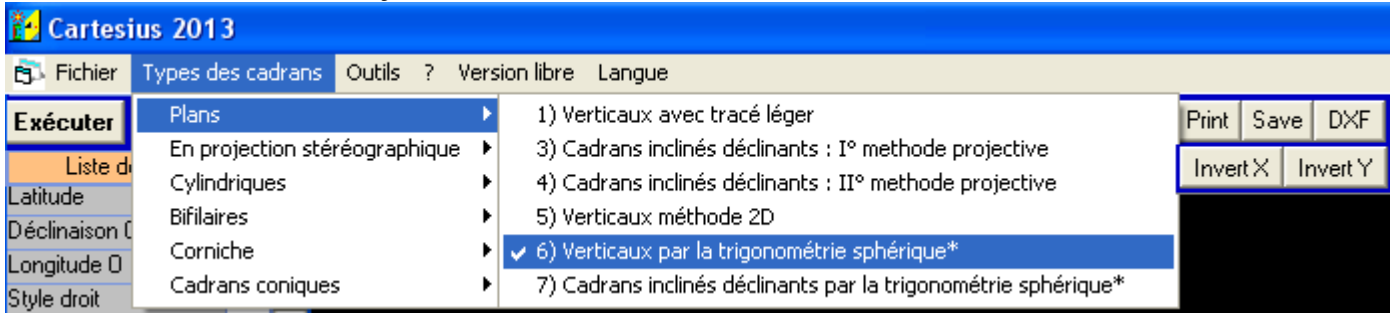 Cartesius 2013
Fichier Types des cadrans Outils ? Version libre Langue
Exécuter
Liste d
Latitude
Déclinaison
Longitude O
Style droit
Plans
En projection stéréographique
Cylindriques
Bifilaires
Corniche
Cadrans coniques
1) Verticaux avec tracé léger
3) Cadrans inclinés déclinants : I° methode projective
4) Cadrans inclinés déclinants : II° methode projective
5) Verticaux méthode 2D
6) Verticaux par la trigonométrie sphérique*
7) Cadrans inclinés déclinants par la trigonométrie sphérique*
Print Save DXF
Invert X Invert Y